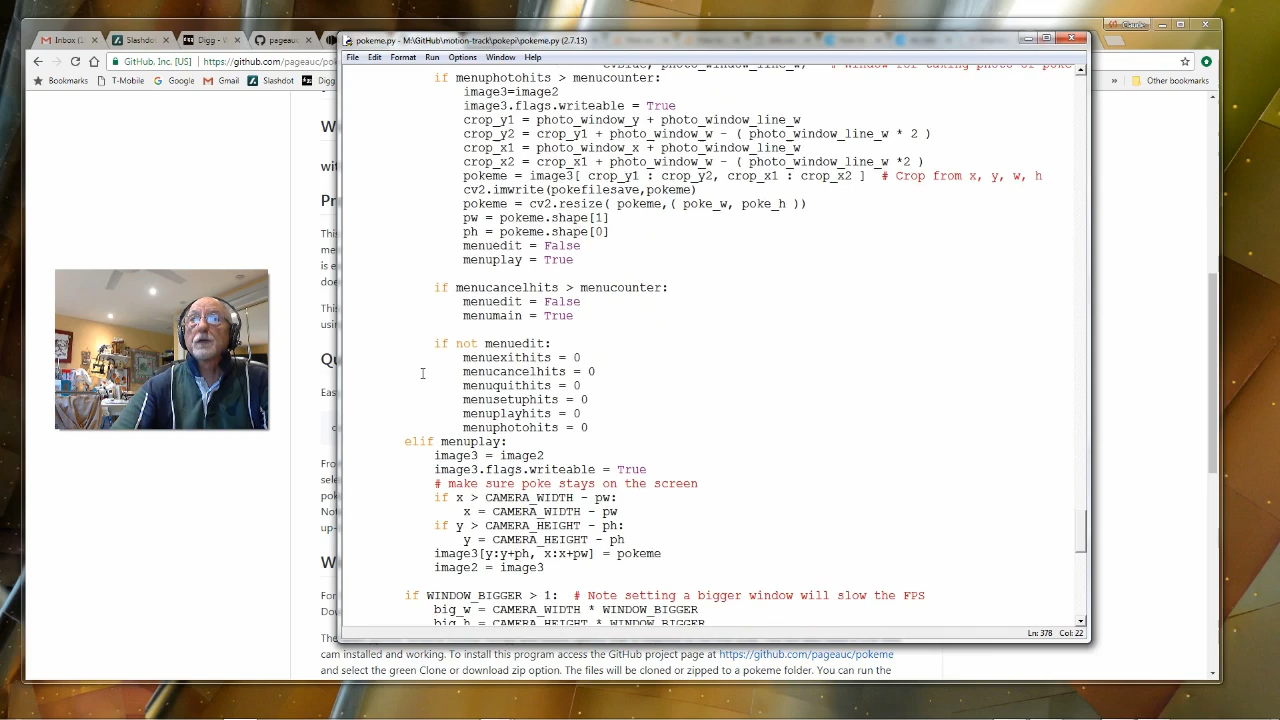 Inbox (
Slashd
Digg - W
pageauc
pokeme.py - M:\GitHub\motion-track\pokepi\pokeme.py (2.7.13)
GitHub, Inc. [US]
https://github.com/pageauc/po
File Edit Format Run Options Window Help
Bookmarks T-Mobile Google Gmail Slashdot Digg
» Other bookmarks
if menuphotohits > menucounter:
image3=image2
image3.flags.writeable = True
crop_y1 = photo_window_y + photo_window_line_w
crop_y2 = crop_y1 + photo_window_w - ( photo_window_line_w * 2 )
crop_x1 = photo_window_x + photo_window_line_w
crop_x2 = crop_x1 + photo_window_w - ( photo_window_line_w *2 )
pokeme = image3[ crop_y1 : crop_y2, crop_x1 : crop_x2 ]  # Crop from x, y, w, h
cv2.imwrite(pokefilesave,pokeme)
pokeme = cv2.resize( pokeme,( poke_w, poke_h ))
pw = pokeme.shape[1]
ph = pokeme.shape[0]
menuedit = False
menuplay = True
if menucancelhits > menucounter:
menuedit = False
menumain = True
if not menuedit:
menuexithits = 0
menucancelhits = 0
menuquithits = 0
menusetuphits = 0
menuplayhits = 0
menuphotohits = 0
elif menuplay:
image3 = image2
image3.flags.writeable = True
# make sure poke stays on the screen
if x > CAMERA_WIDTH - pw:
x = CAMERA_WIDTH - pw
if y > CAMERA_HEIGHT - ph:
y = CAMERA_HEIGHT - ph
image3[y:y+ph, x:x+pw] = pokeme
image2 = image3
if WINDOW_BIGGER > 1:  # Note setting a bigger window will slow the FPS
big_w = CAMERA_WIDTH * WINDOW_BIGGER
big_h = CAMERA_HEIGHT * WINDOW_BIGGER
Ln: 378 Col: 22
cam installed and working. To install this program access the GitHub project page at https://github.com/pageauc/pokeme
and select the green Clone or download zip option. The files will be cloned or zipped to a pokeme folder. You can run the